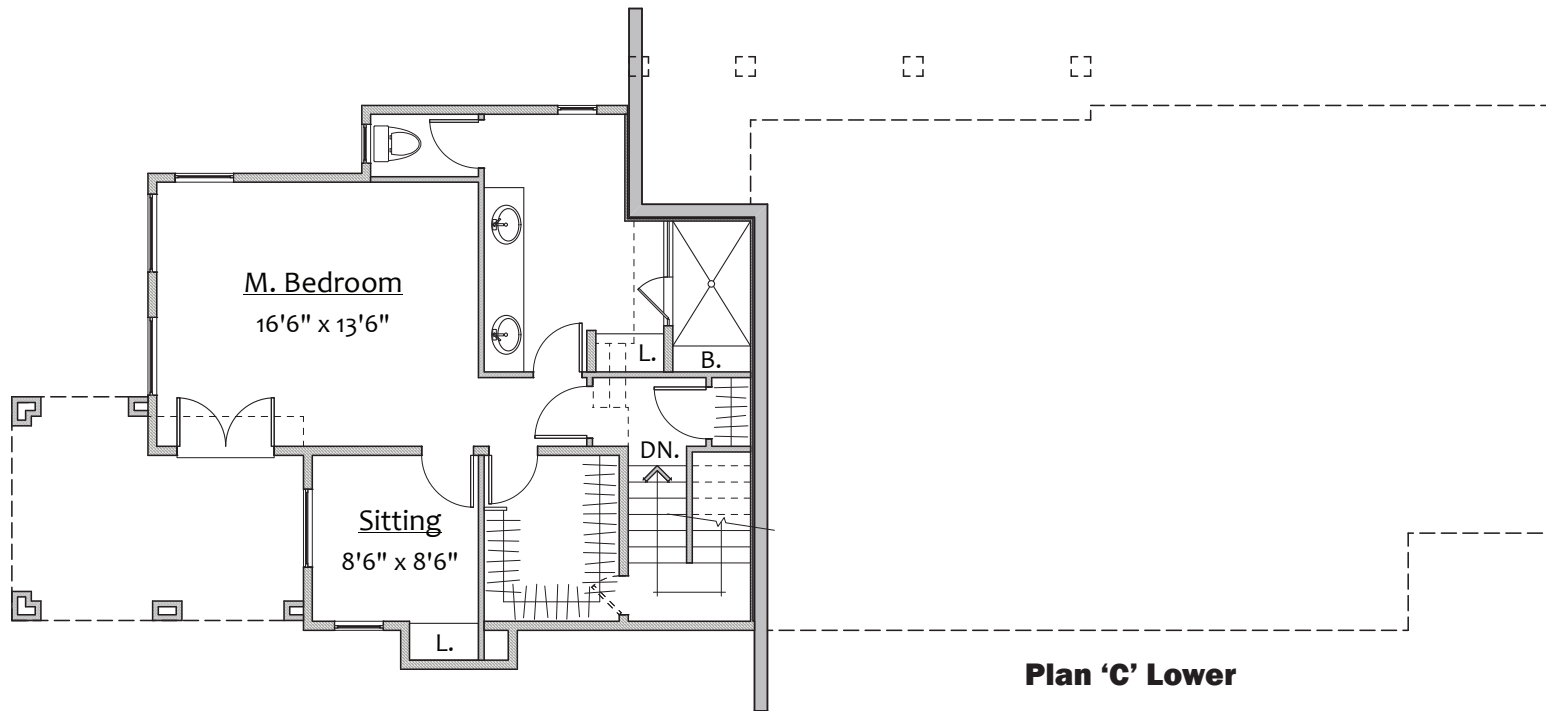 M. Bedroom
16'6" x 13'6"
L.
B.
DN.
Sitting
8'6" x 8'6"
L.
Plan ‘C’ Lower